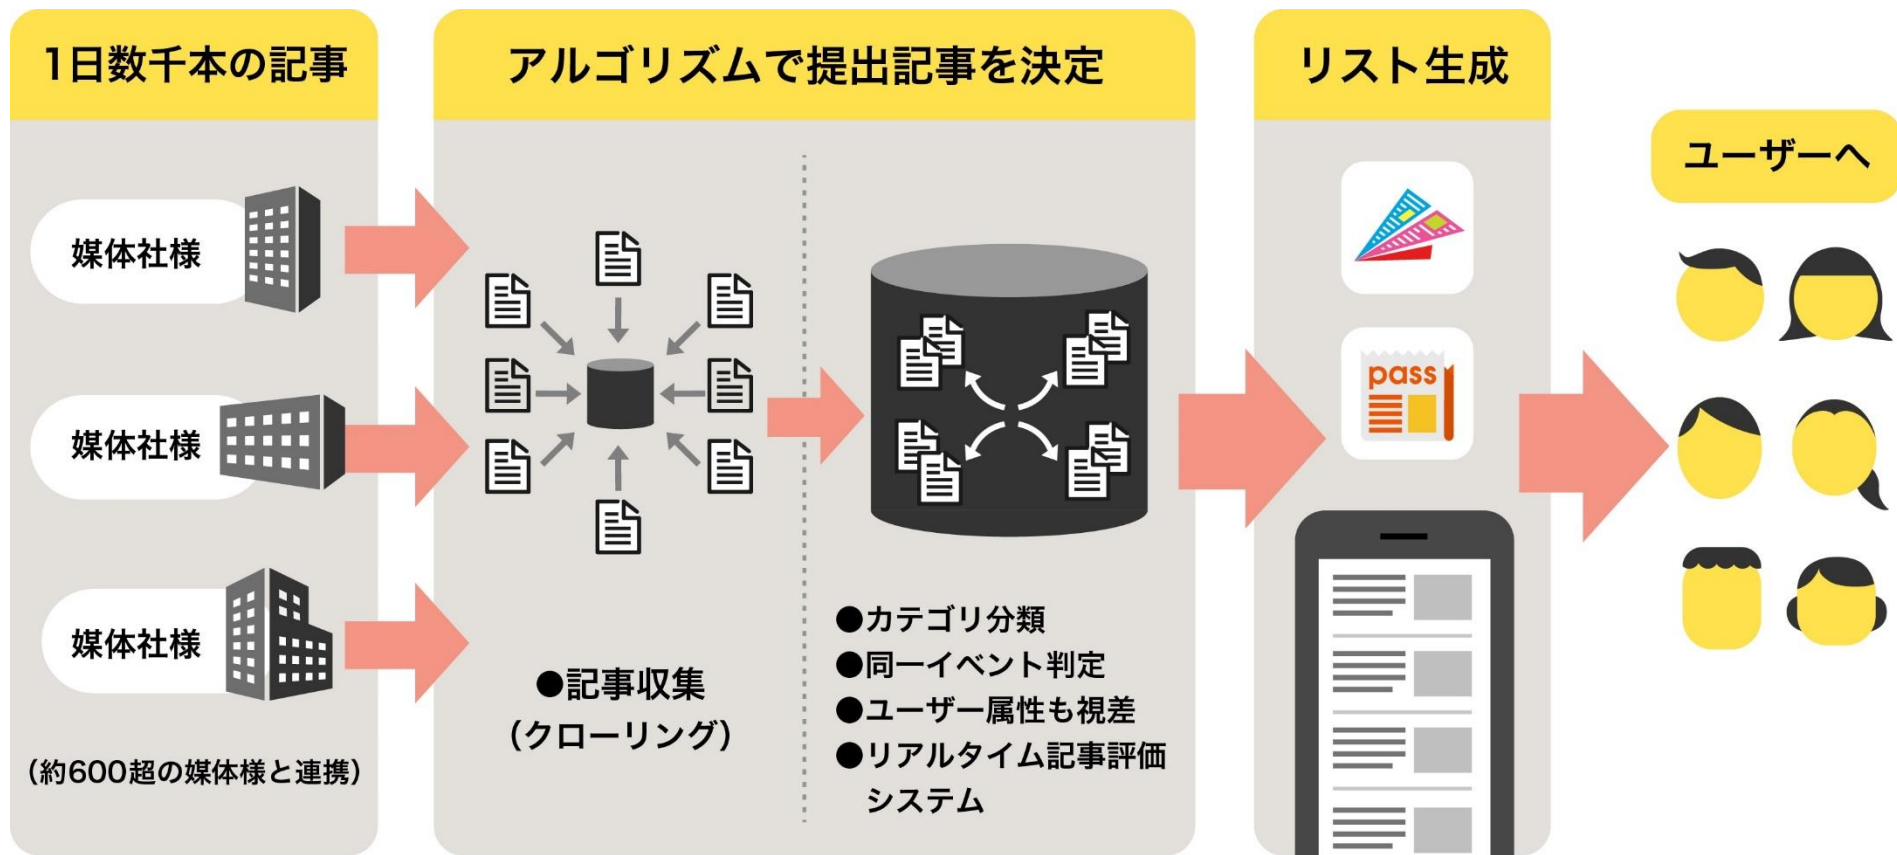 1日数千本の記事
媒体社様
媒体社様
媒体社様
(約600超の媒体様と連携)
アルゴリズムで提出記事を決定
●記事収集
(クローリング)
●カテゴリ分類
●同一イベント判定
●ユーザー属性も視差
●リアルタイム記事評価
システム
リスト生成
pass
ユーザーへ